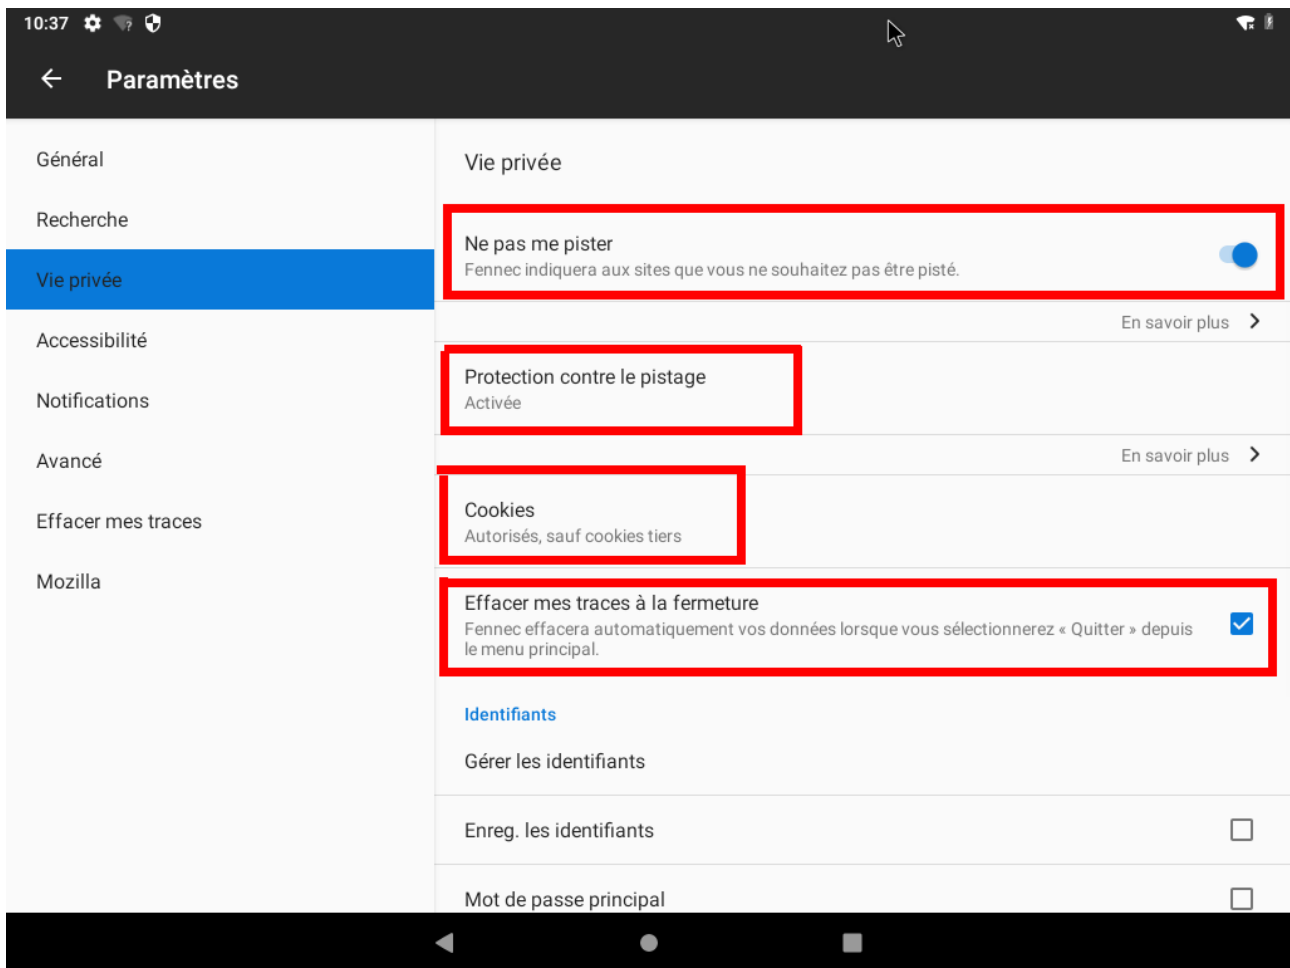 10:37
Paramètres
Général
Recherche
Vie privée
Accessibilité
Notifications
Avancé
Effacer mes traces
Mozilla
Vie privée
Ne pas me pister
Fennec indiquera aux sites que vous ne souhaitez pas être pisté.
En savoir plus
Protection contre le pistage
Activée
En savoir plus
Cookies
Autorisés, sauf cookies tiers
Effacer mes traces à la fermeture
Fennec effacera automatiquement vos données lorsque vous sélectionnerez « Quitter » depuis
le menu principal.
Identifiants
Gérer les identifiants
Enreg. les identifiants
Mot de passe principal